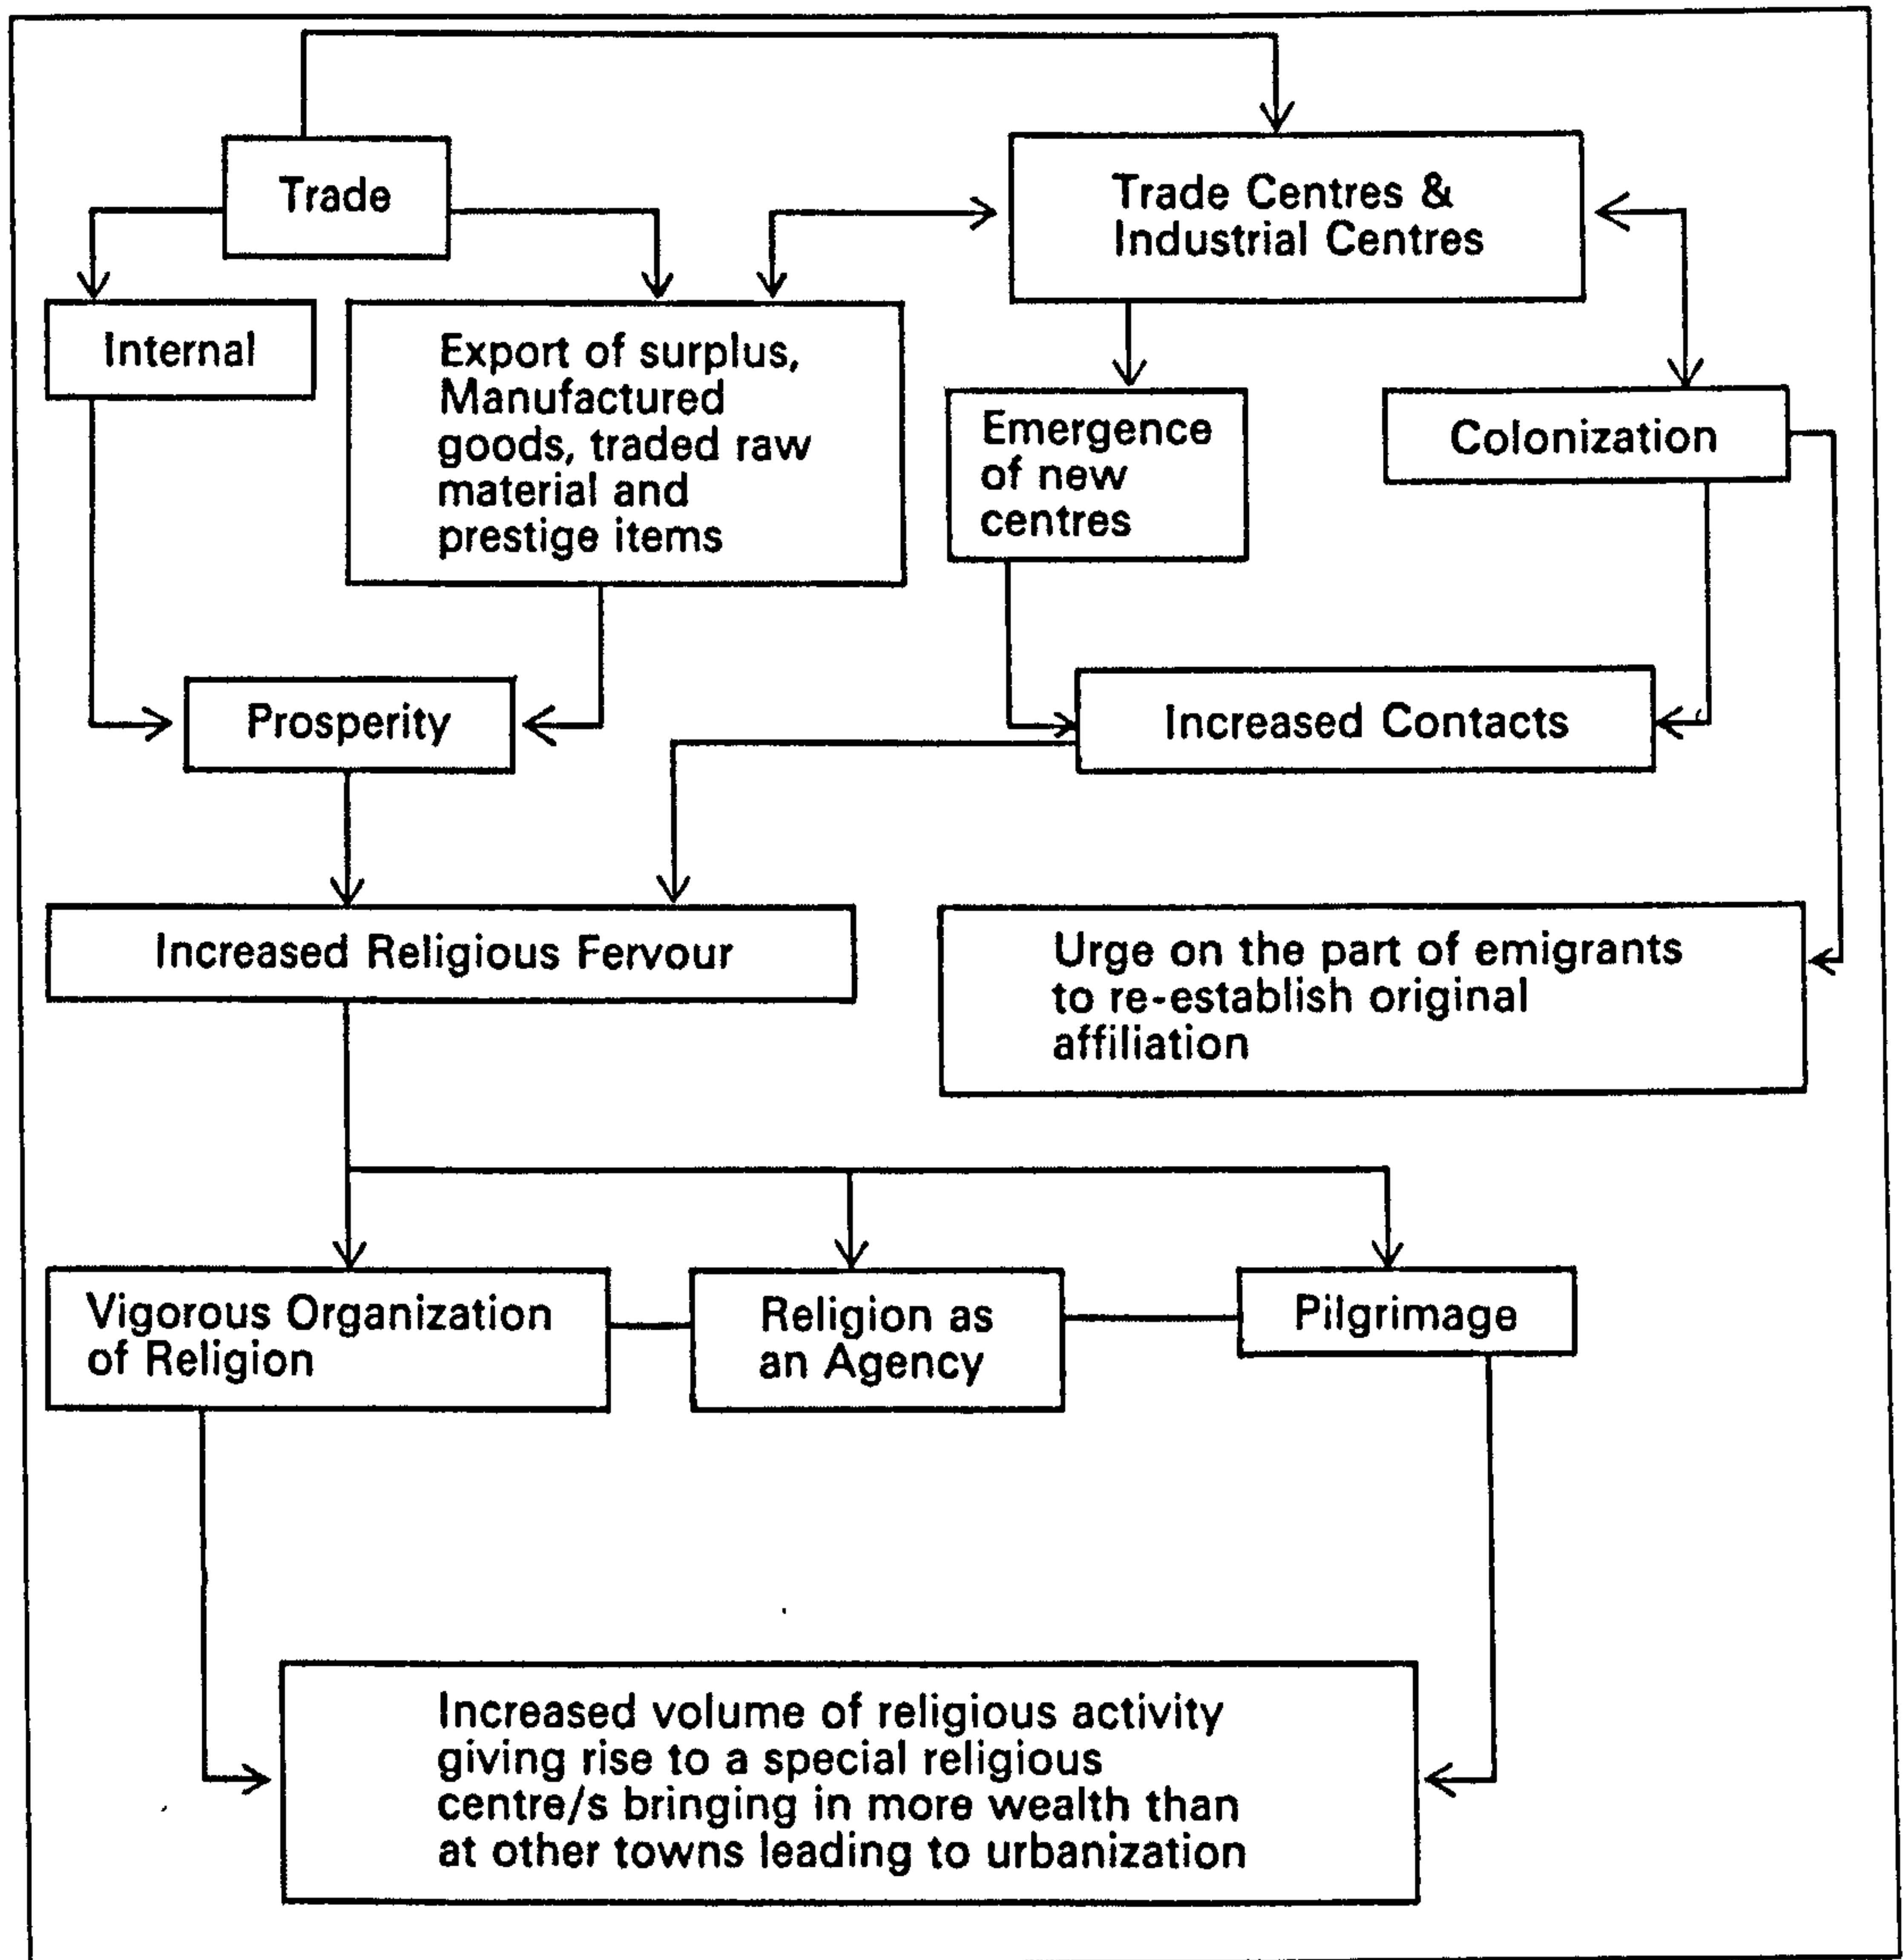 Trade
Trade Centres &
Industrial Centres
Internal
Export of surplus,
Manufactured
goods, traded raw
material and
prestige items
Emergence
of new
centres
Colonization
Prosperity
Increased Contacts
Increased Religious Fervour
Urge on the part of emigrants
to re-establish original
affiliation
Vigorous Organization
of Religion
Religion as
an Agency
Pilgrimage
Increased volume of religious activity
giving rise to a special religious
centre/s bringing in more wealth than
at other towns leading to urbanization